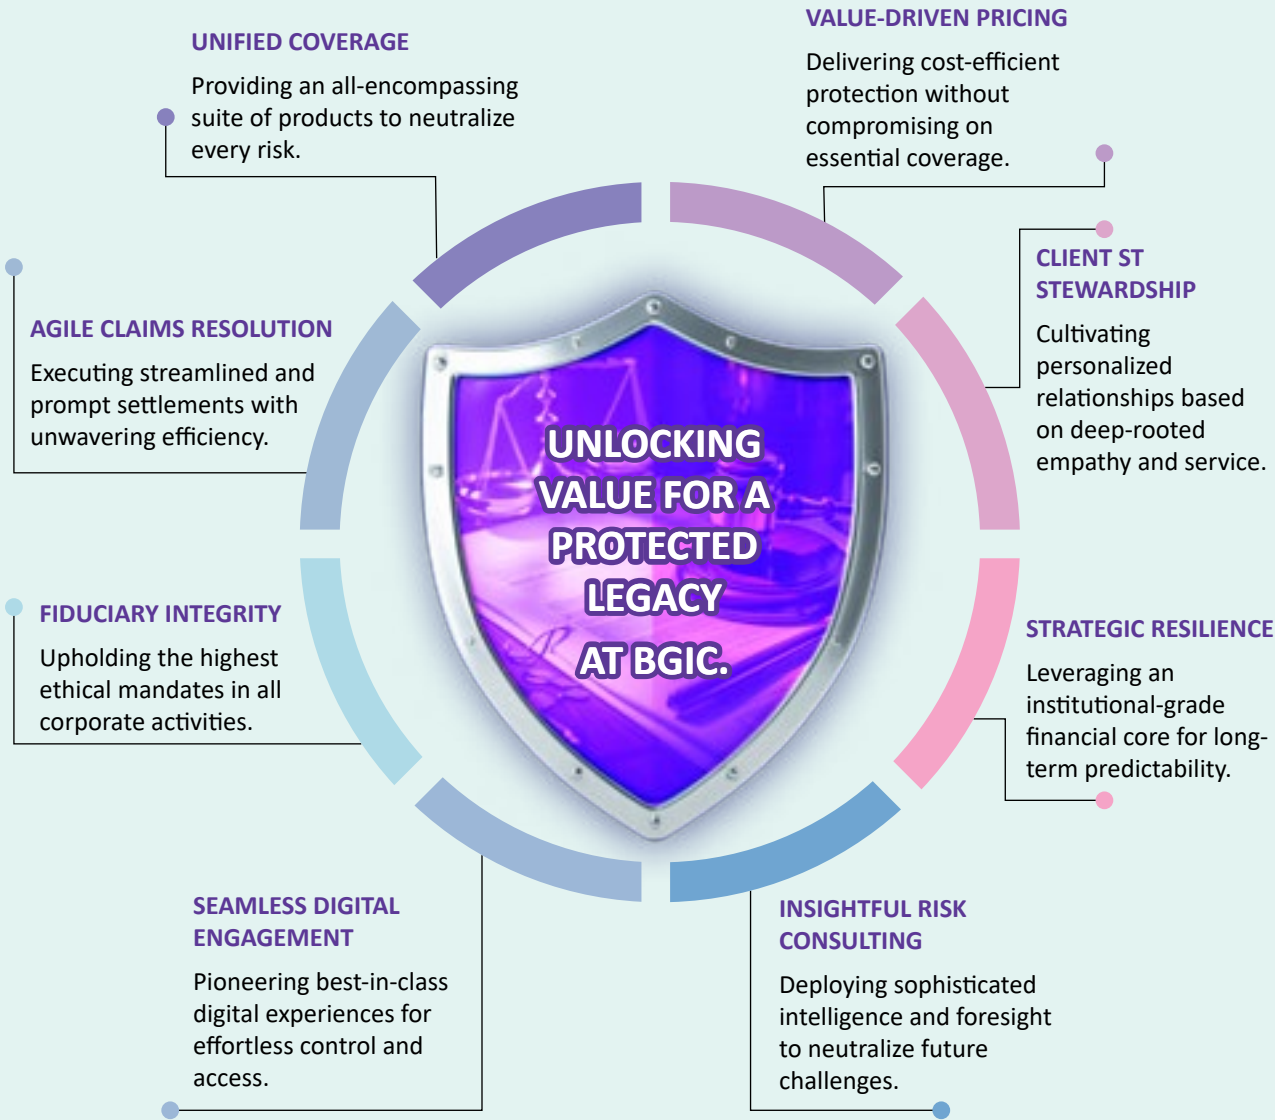 UNIFIED COVERAGE
Providing an all-encompassing
suite of products to neutralize
every risk.
VALUE-DRIVEN PRICING
Delivering cost-efficient
protection without
compromising on
essential coverage.
CLIENT ST
STEWARDSHIP
Cultivating
personalized
relationships based
on deep-rooted
empathy and service.
AGILE CLAIMS RESOLUTION
Executing streamlined and
prompt settlements with
unwavering efficiency.
UNLOCKING
VALUE FOR A
PROTECTED
LEGACY
AT BGIC.
FIDUCIARY INTEGRITY
Upholding the highest
ethical mandates in all
corporate activities.
STRATEGIC RESILIENCE
Leveraging an
institutional-grade
financial core for long-
term predictability.
SEAMLESS DIGITAL
ENGAGEMENT
Pioneering best-in-class
digital experiences for
effortless control and
access.
INSIGHTFUL RISK
CONSULTING
Deploying sophisticated
intelligence and foresight
to neutralize future
challenges.